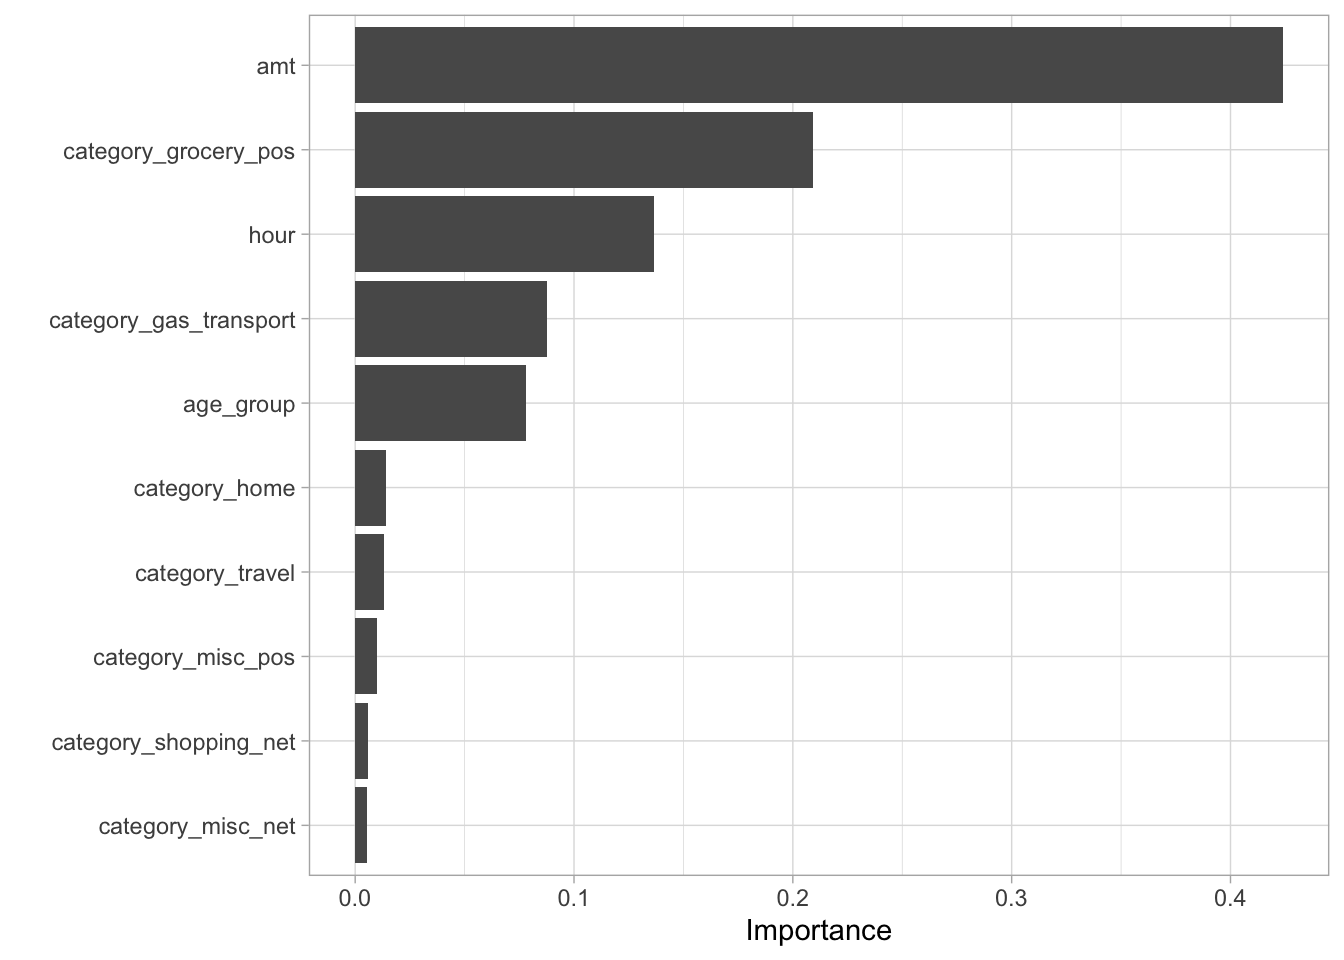 amt
category_grocery_pos
hour
category_gas_transport
age_group
category_home
category_travel
category_misc_pos
category_shopping_net
category_misc_net
0.0 0.1 0.2 0.3 0.4
Importance